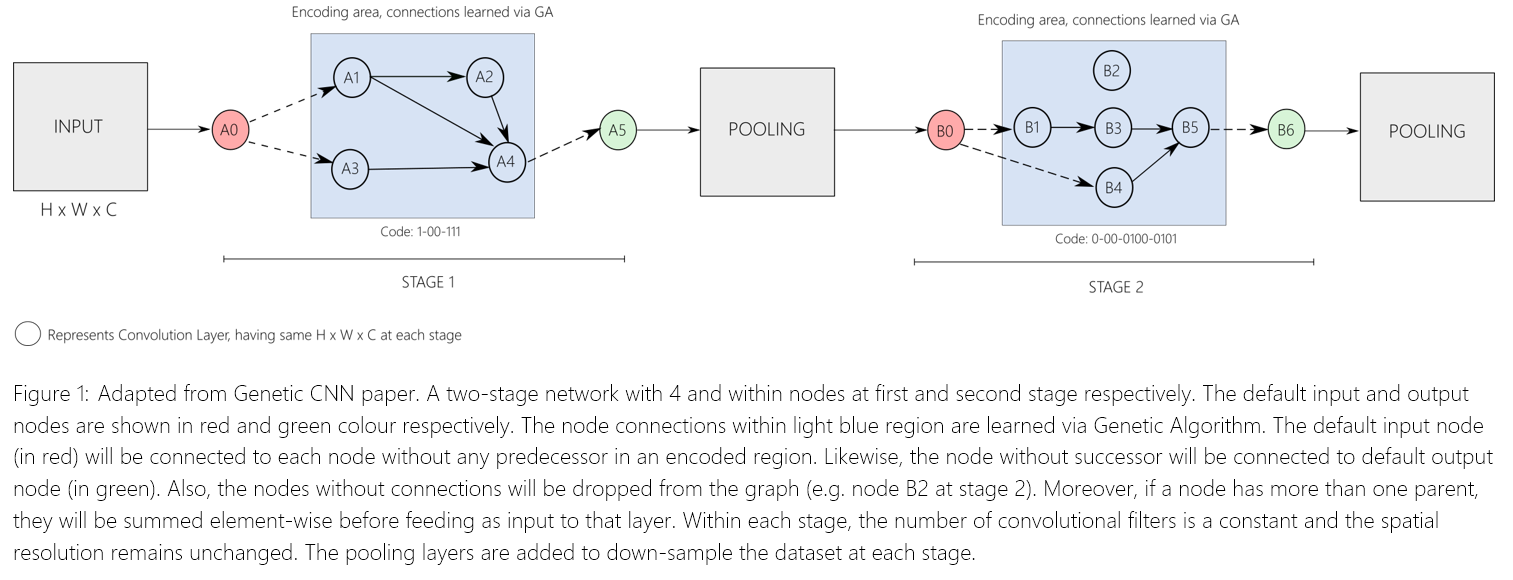 Encoding area, connections learned via GA
Encoding area, connections learned via GA
INPUT
H x W x C
A0
A1
A2
A3
A4
A5
Code: 1-00-111
STAGE 1
POOLING
B0
B1
B2
B3
B4
B5
B6
Code: 0-00-0100-0101
STAGE 2
POOLING
Represents Convolution Layer, having same H x W x C at each stage
Figure 1: Adapted from Genetic CNN paper. A two-stage network with 4 and within nodes at first and second stage respectively. The default input and output
nodes are shown in red and green colour respectively. The node connections within light blue region are learned via Genetic Algorithm. The default input node
(in red) will be connected to each node without any predecessor in an encoded region. Likewise, the node without successor will be connected to default output
node (in green). Also, the nodes without connections will be dropped from the graph (e.g. node B2 at stage 2). Moreover, if a node has more than one parent,
they will be summed element-wise before feeding as input to that layer. Within each stage, the number of convolutional filters is a constant and the spatial
resolution remains unchanged. The pooling layers are added to down-sample the dataset at each stage.